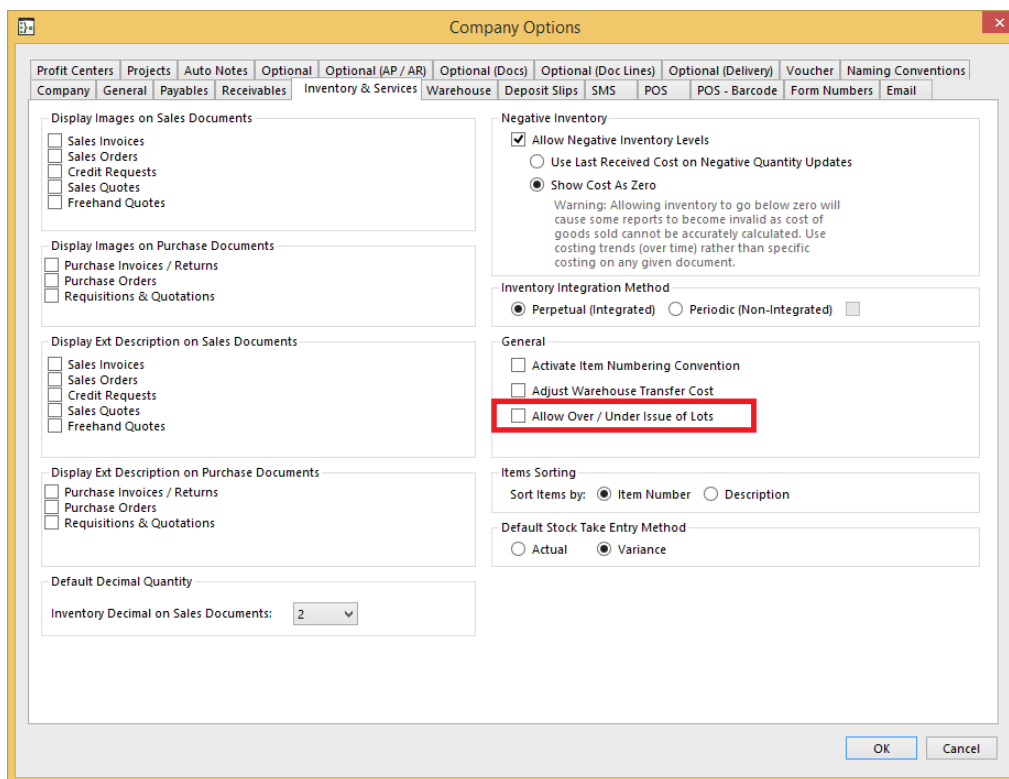 Company Options
Profit Centers Projects Auto Notes Optional Optional (AP / AR) Optional (Docs) Optional (Doc Lines) Optional (Delivery) Voucher Naming Conventions
Company General Payables Receivables Inventory & Services Warehouse Deposit Slips SMS POS POS - Barcode Form Numbers Email
Display Images on Sales Documents
Sales Invoices
Sales Orders
Credit Requests
Sales Quotes
Freehand Quotes
Display Images on Purchase Documents
Purchase Invoices / Returns
Purchase Orders
Requisitions & Quotations
Display Ext Description on Sales Documents
Sales Invoices
Sales Orders
Credit Requests
Sales Quotes
Freehand Quotes
Display Ext Description on Purchase Documents
Purchase Invoices / Returns
Purchase Orders
Requisitions & Quotations
Default Decimal Quantity
Inventory Decimal on Sales Documents: 2
Negative Inventory
Allow Negative Inventory Levels
Use Last Received Cost on Negative Quantity Updates
Show Cost As Zero
Warning: Allowing inventory to go below zero will
cause some reports to become invalid as cost of
goods sold cannot be accurately calculated. Use
costing trends (over time) rather than specific
costing on any given document.
Inventory Integration Method
Perpetual (Integrated) Periodic (Non-Integrated)
General
Activate Item Numbering Convention
Adjust Warehouse Transfer Cost
Allow Over / Under Issue of Lots
Items Sorting
Sort Items by: Item Number Description
Default Stock Take Entry Method
Actual Variance
OK Cancel